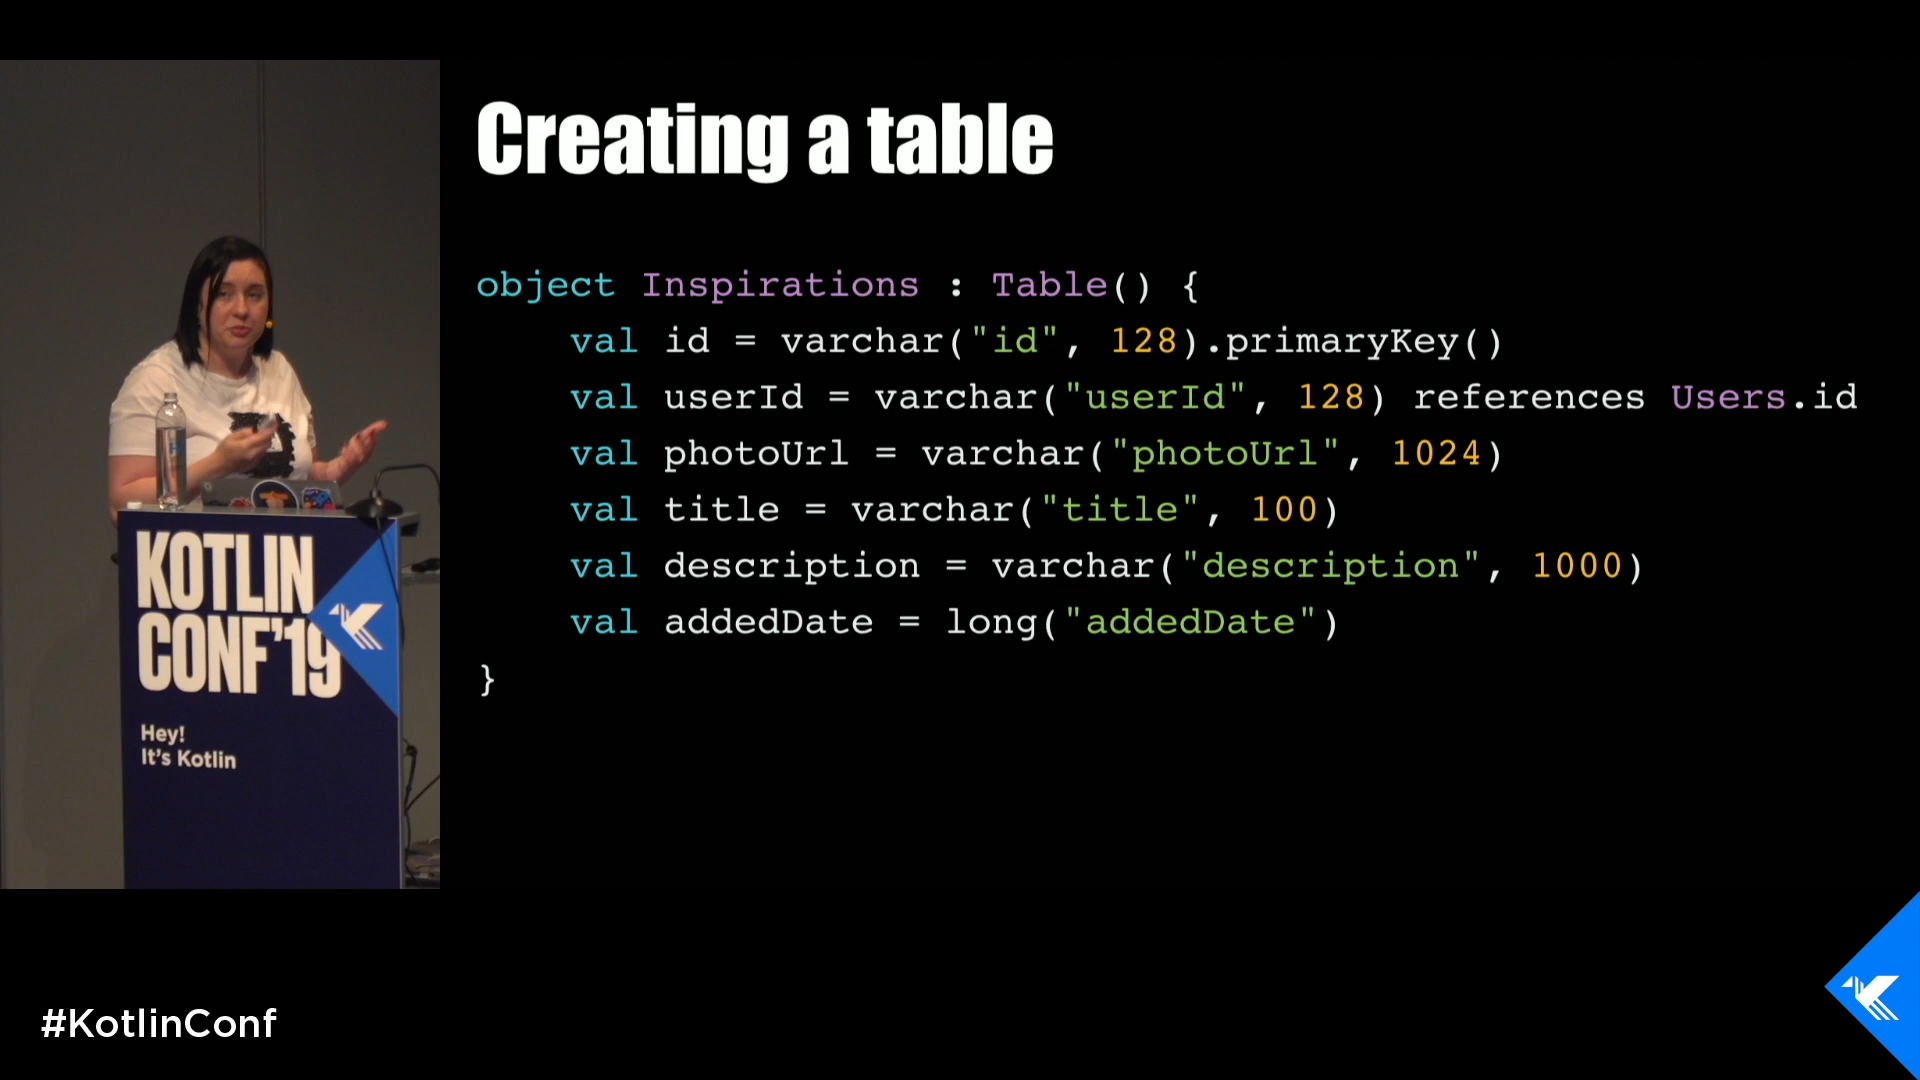 Creating a table
object Inspirations : Table() {
    val id = varchar("id", 128).primaryKey()
    val userId = varchar("userId", 128) references Users.id
    val photoUrl = varchar("photoUrl", 1024)
    val title = varchar("title", 100)
    val description = varchar("description", 1000)
    val addedDate = long("addedDate")
}
KOTLIN
CONF'19
Hey!
It's Kotlin
#KotlinConf